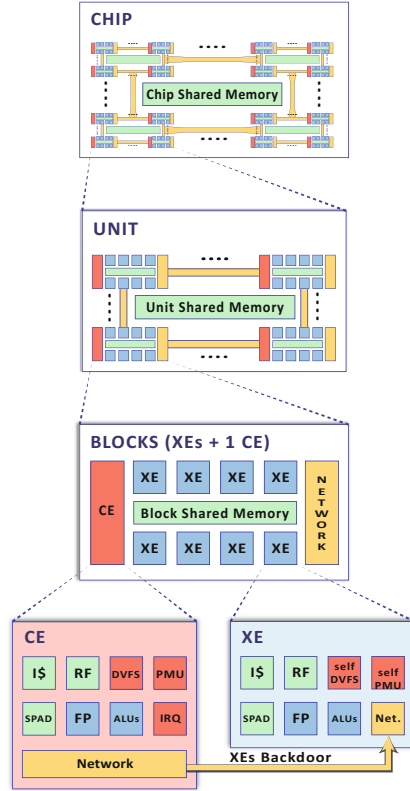 CHIP
Chip Shared Memory
UNIT
Unit Shared Memory
BLOCKS (XEs + 1 CE)
CE
XE XE XE XE
Block Shared Memory
XE XE XE XE
NETWORK
CE
I$ RF DVFS PMU
SPAD FP ALUs IRQ
Network
XE
I$ RF self DVFS self PMU
SPAD FP ALUs Net.
XEs Backdoor